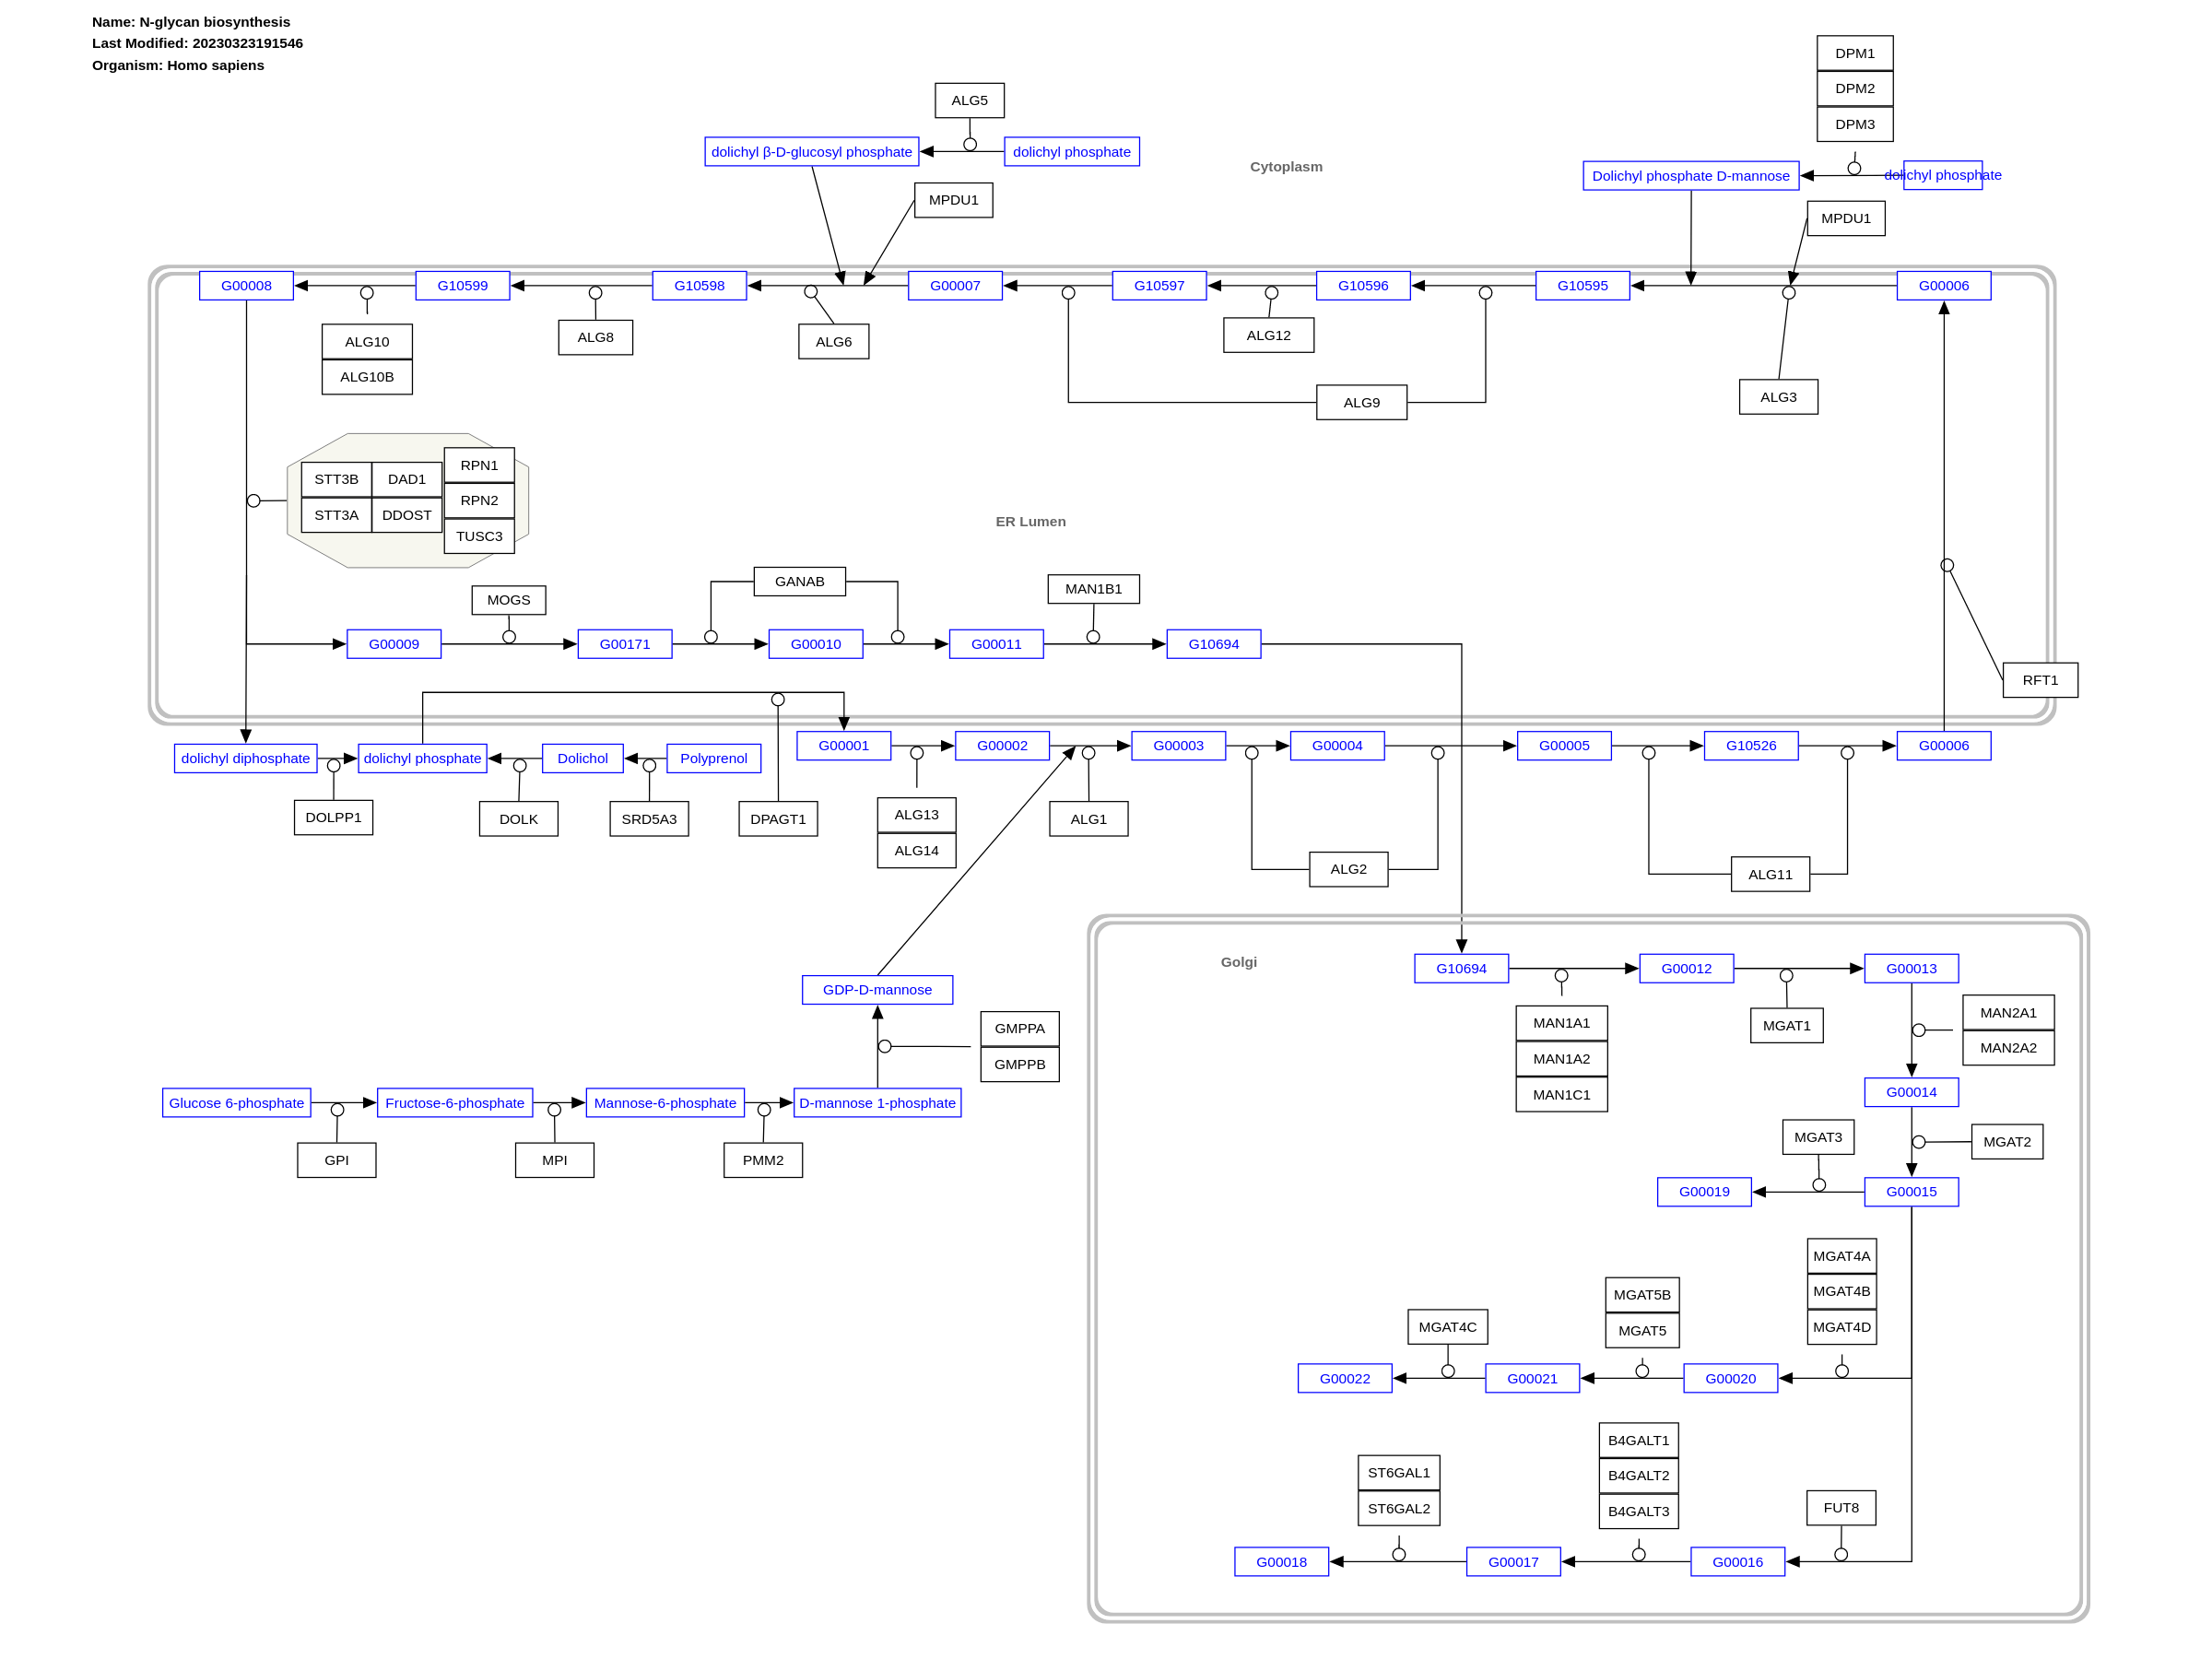 Name: N-glycan biosynthesis
Last Modified: 20230323191546
Organism: Homo sapiens
DPM1
DPM2
DPM3
ALG5
dolichyl β-D-glucosyl phosphate
dolichyl phosphate
Cytoplasm
Dolichyl phosphate D-mannose
dolichyl phosphate
MPDU1
MPDU1
G00008
G10599
G10598
G00007
G10597
G10596
G10595
G00006
ALG10
ALG10B
ALG8
ALG6
ALG12
ALG9
ALG3
STT3B
DAD1
RPN1
STT3A
DDOST
RPN2
TUSC3
ER Lumen
MOGS
GANAB
MAN1B1
G00009
G00171
G00010
G00011
G10694
RFT1
dolichyl diphosphate
dolichyl phosphate
Dolichol
Polyprenol
G00001
G00002
G00003
G00004
G00005
G10526
G00006
DOLPP1
DOLK
SRD5A3
DPAGT1
ALG13
ALG14
ALG1
ALG2
ALG11
Golgi
GDP-D-mannose
GMPPA
GMPPB
Glucose 6-phosphate
Fructose-6-phosphate
Mannose-6-phosphate
D-mannose 1-phosphate
GPI
MPI
PMM2
G10694
G00012
G00013
MAN1A1
MAN1A2
MAN1C1
MGAT1
MAN2A1
MAN2A2
G00014
MGAT3
MGAT2
G00019
G00015
MGAT4A
MGAT4B
MGAT4D
MGAT5B
MGAT5
MGAT4C
G00022
G00021
G00020
B4GALT1
B4GALT2
B4GALT3
ST6GAL1
ST6GAL2
FUT8
G00018
G00017
G00016